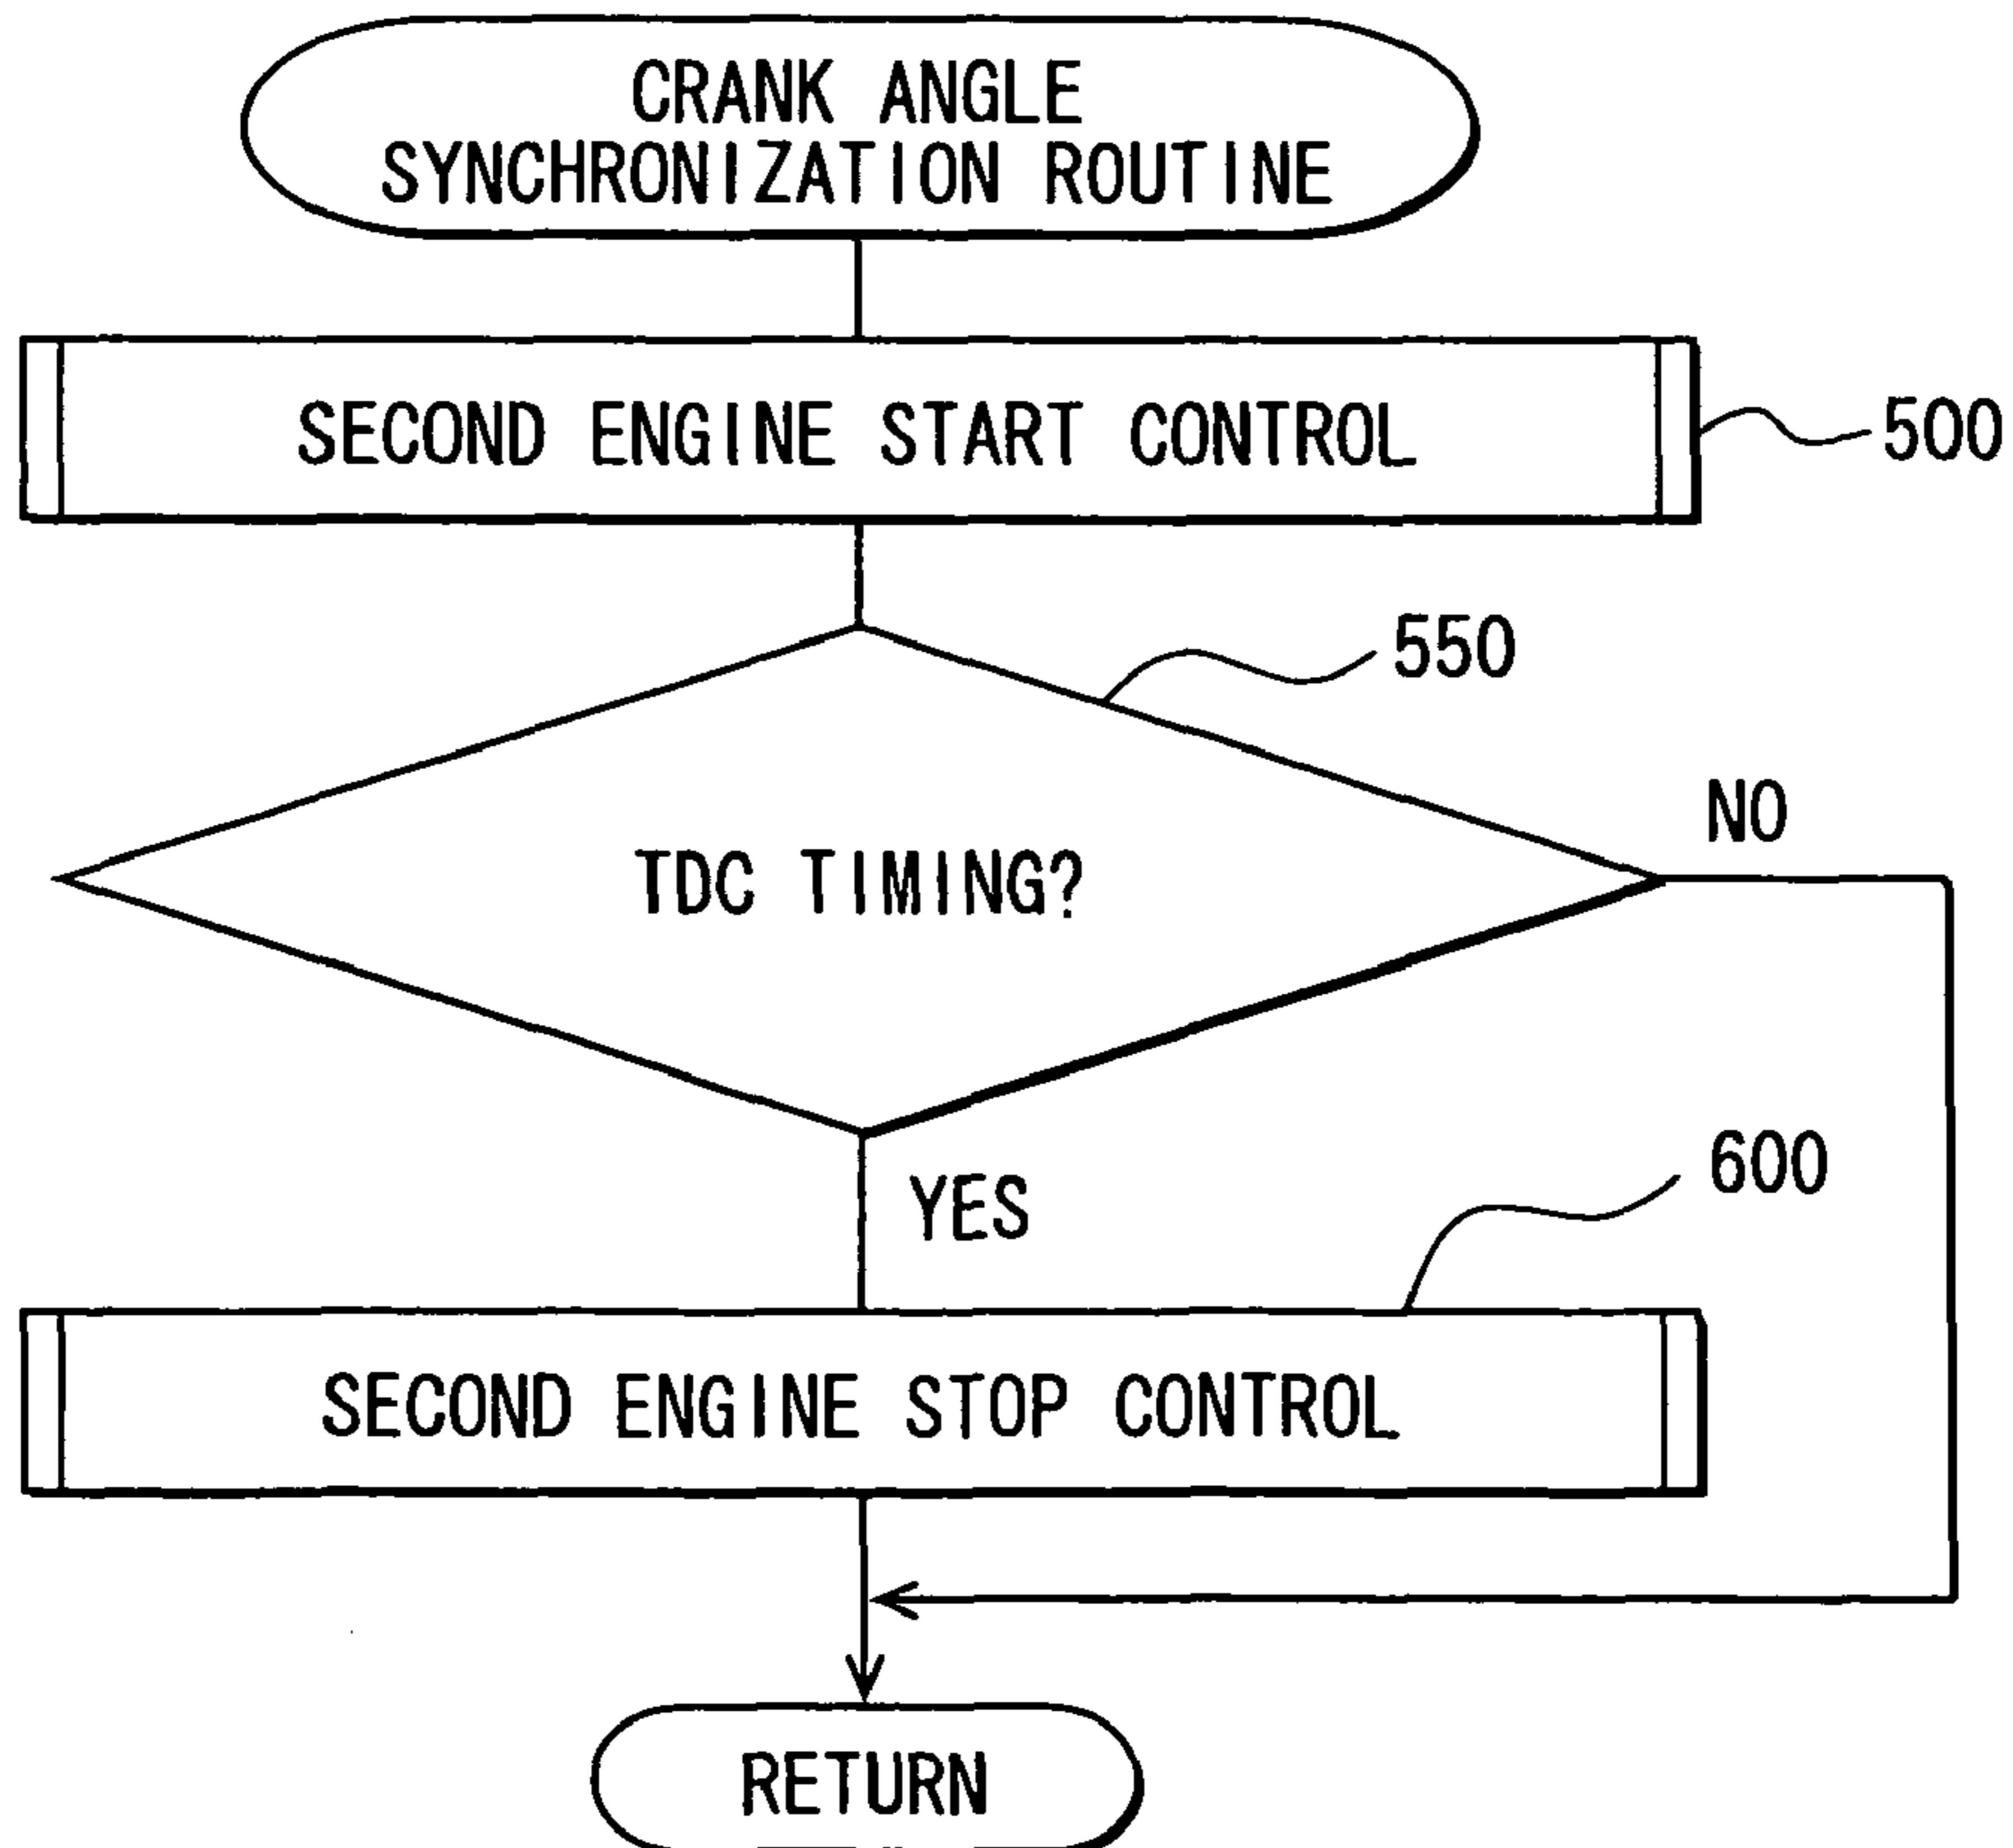 CRANK ANGLE
SYNCHRONIZATION ROUTINE
SECOND ENGINE START CONTROL
500
550
TDC TIMING?
NO
YES
600
SECOND ENGINE STOP CONTROL
RETURN